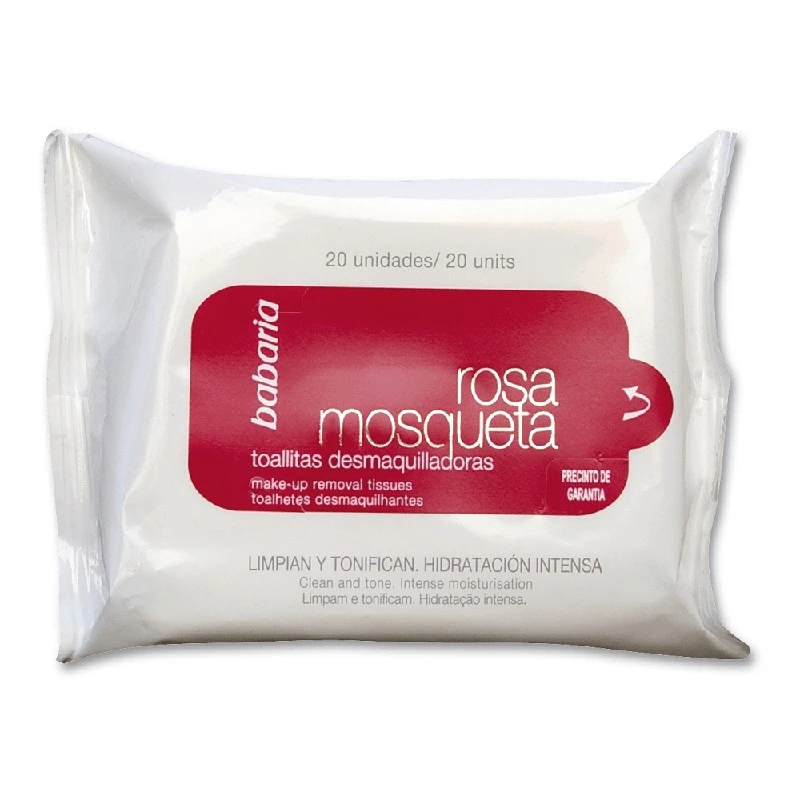 20 unidades/ 20 units
babaria
rosa
mosqueta
toallitas desmaquilladoras
make-up removal tissues
toalhetes desmaquilhantes
PRECINTO DE
GARANTIA
LIMPIAN Y TONIFICAN. HIDRATACIÓN INTENSA
Clean and tone. Intense moisturisation
Limpam e tonificam. Hidratação intensa.